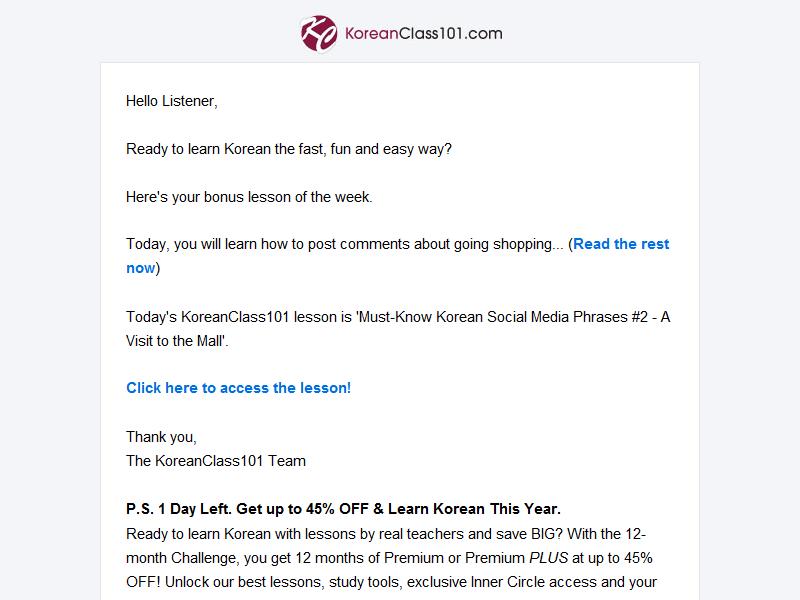 KoreanClass101.com
Hello Listener,
Ready to learn Korean the fast, fun and easy way?
Here's your bonus lesson of the week.
Today, you will learn how to post comments about going shopping... (Read the rest
now)
Today's KoreanClass101 lesson is 'Must-Know Korean Social Media Phrases #2 - A
Visit to the Mall'.
Click here to access the lesson!
Thank you,
The KoreanClass101 Team
P.S. 1 Day Left. Get up to 45% OFF & Learn Korean This Year.
Ready to learn Korean with lessons by real teachers and save BIG? With the 12-
month Challenge, you get 12 months of Premium or Premium PLUS at up to 45%
OFF! Unlock our best lessons, study tools, exclusive Inner Circle access and your